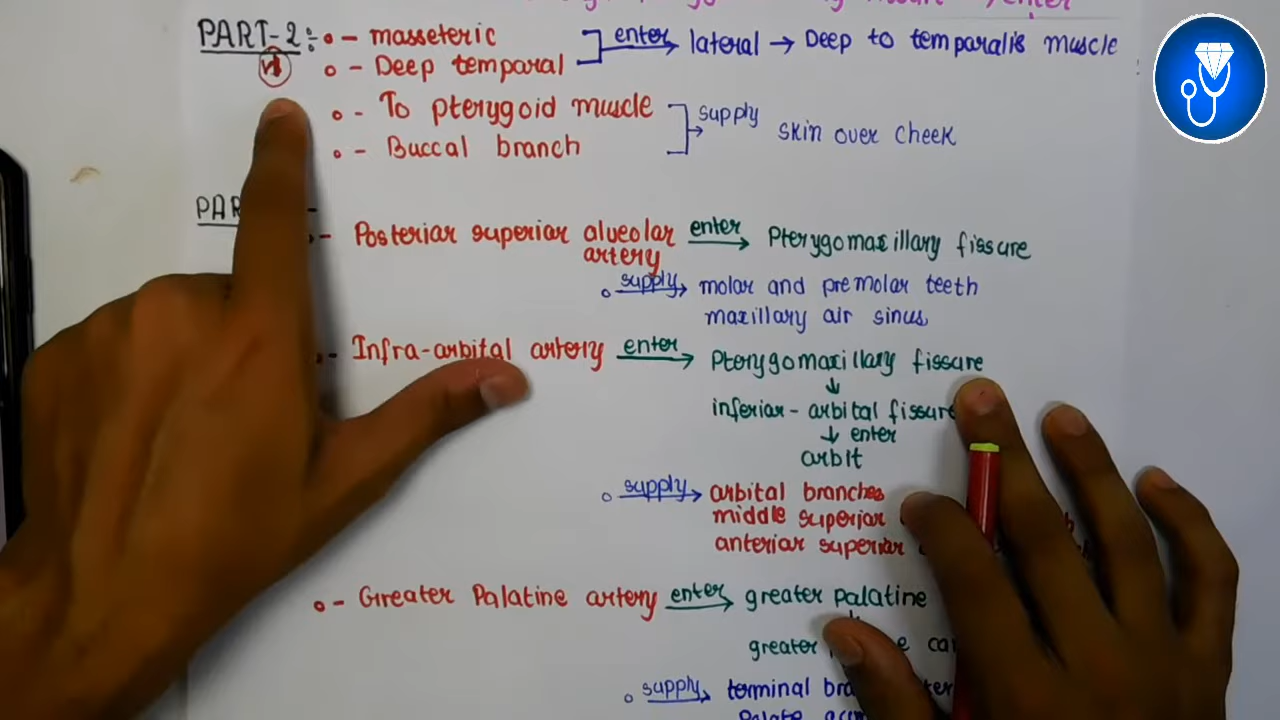 PART-2 :- - masseteric enter lateral → Deep to temporalis muscle
4
- Deep temporal
- To pterygoid muscle supply skin over cheek
- Buccal branch
- Posterior superior alveolar artery enter Pterygomaxillary fissure
supply molar and premolar teeth
maxillary air sinus
- Infra-orbital artery enter Pterygomaxillary fissure
↓
inferior-orbital fissure
↓ enter
orbit
supply orbital branches
middle superior
anterior superior
- Greater Palatine artery enter greater palatine
greater
supply terminal